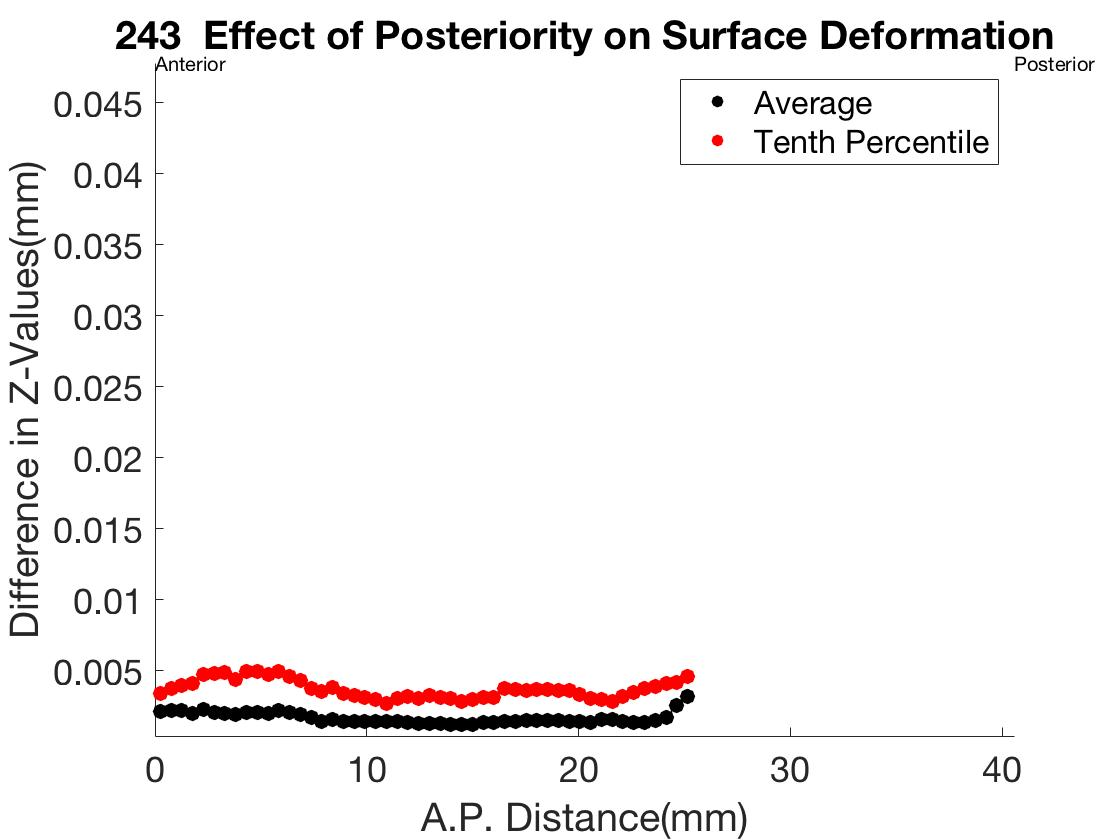 243  Effect of Posteriority on Surface Deformation
Anterior
Posterior
Average
Tenth Percentile
Difference in Z-Values(mm)
0.045
0.04
0.035
0.03
0.025
0.02
0.015
0.01
0.005
0
10
20
30
40
A.P. Distance(mm)